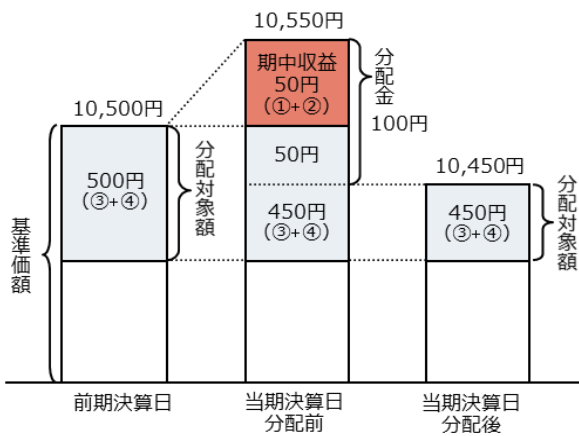 10,550円
期中収益
50円
(①+②)
分配金
100円
10,500円
50円
10,450円
500円
(③+④)
分配対象額
450円
(③+④)
450円
(③+④)
分配対象額
基準価額
前期決算日
当期決算日
分配前
当期決算日
分配後